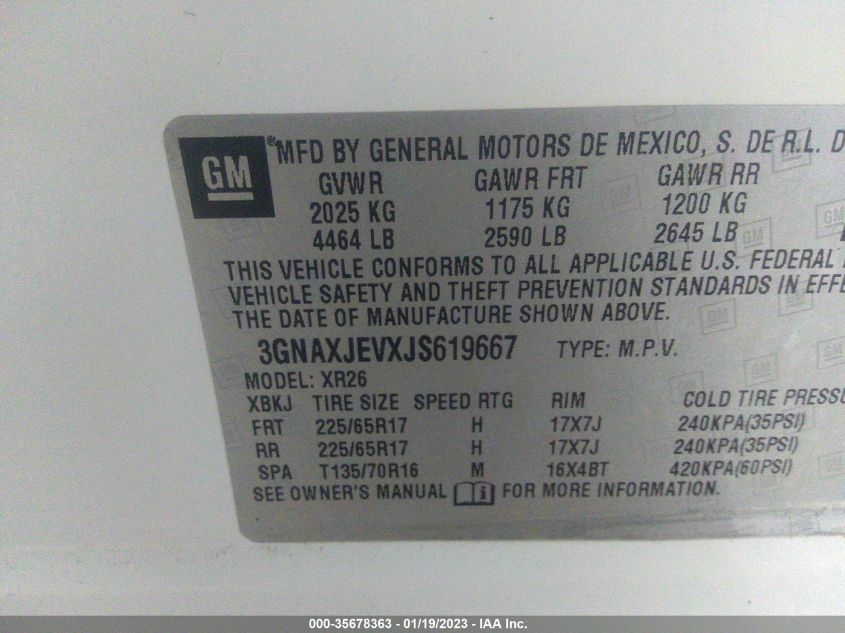 GM ® MFD BY GENERAL MOTORS DE MEXICO, S. DE R.L. D
GVWR GAWR FRT GAWR RR
2025 KG 1175 KG 1200 KG
4464 LB 2590 LB 2645 LB
THIS VEHICLE CONFORMS TO ALL APPLICABLE U.S. FEDERAL
VEHICLE SAFETY AND THEFT PREVENTION STANDARDS IN EFFE
THE DATE OF MANUFACTURE SHOWN ABOVE.
3GNAXJEVXJS619667 TYPE: M.P.V.
MODEL: XR26
XBKJ TIRE SIZE SPEED RTG RIM COLD TIRE PRESSU
FRT 225/65R17 H 17X7J 240KPA(35PSI)
RR 225/65R17 H 17X7J 240KPA(35PSI)
SPA T135/70R16 M 16X4BT 420KPA(60PSI)
SEE OWNER'S MANUAL FOR MORE INFORMATION.
000-35678363 - 01/19/2023 - IAA Inc.